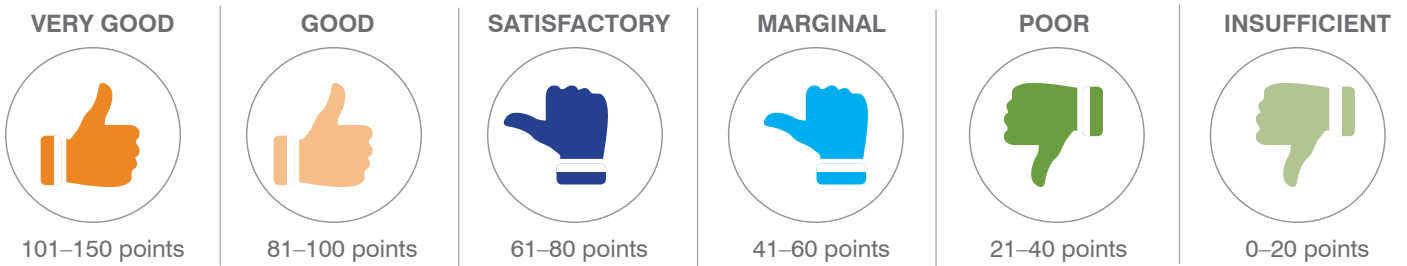 VERY GOOD
GOOD
SATISFACTORY
MARGINAL
POOR
INSUFFICIENT
101–150 points
81–100 points
61–80 points
41–60 points
21–40 points
0–20 points